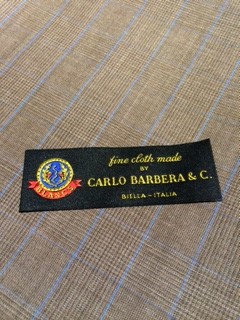 fine cloth made
BY
CARLO BARBERA & C.
BIELLA - ITALIA